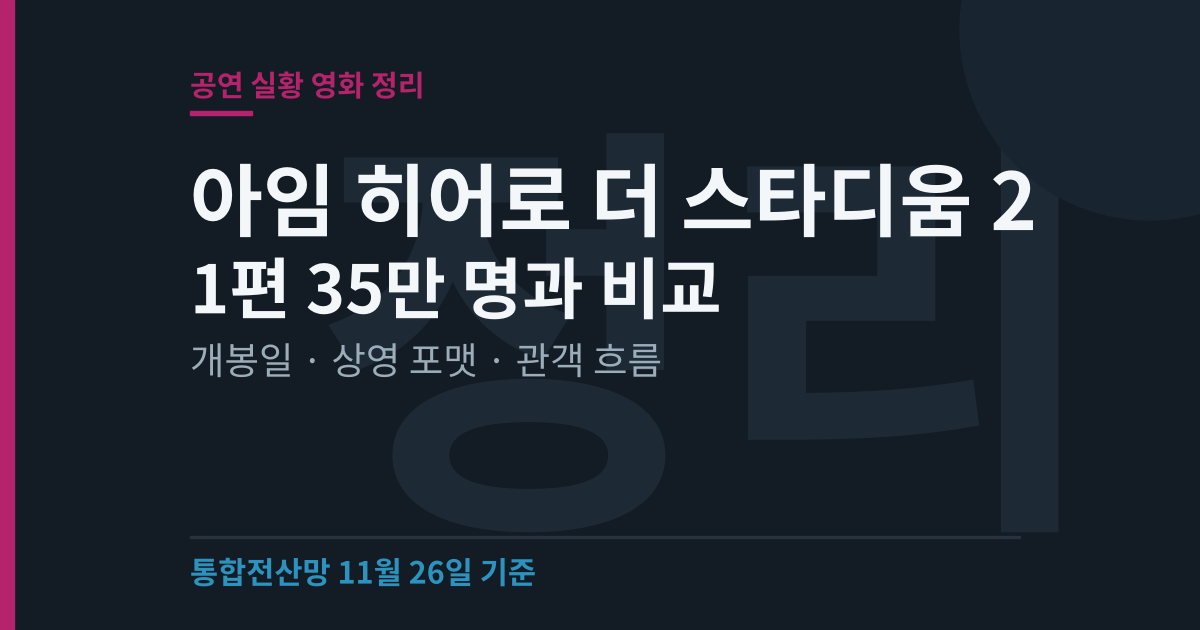 공연 실황 영화 정리
아임 히어로 더 스타디움 2
1편 35만 명과 비교
개봉일 · 상영 포맷 · 관객 흐름
정리
통합전산망 11월 26일 기준